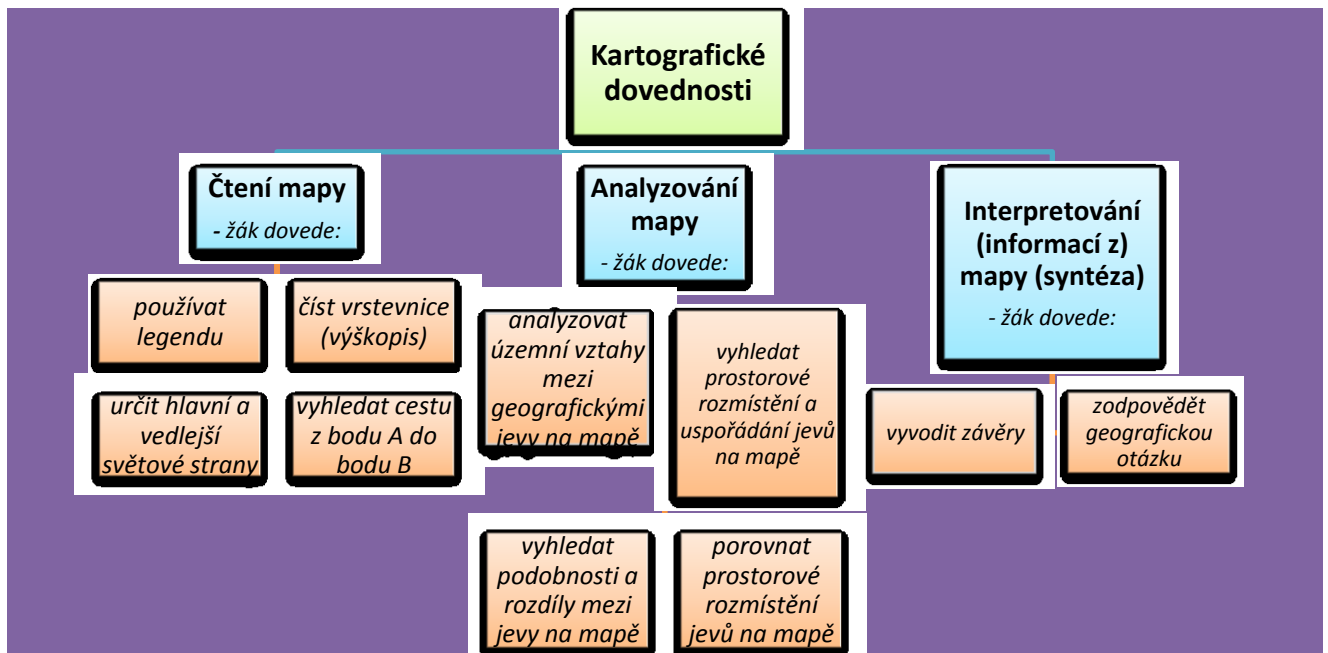 Kartografické
dovednosti
Čtení mapy
- žák dovede:
používat
legendu
číst vrstevnice
(výškopis)
určit hlavní a
vedlejší
světové strany
vyhledat cestu
z bodu A do
bodu B
Analyzování
mapy
- žák dovede:
analyzovat
územní vztahy
mezi
geografickými
jevy na mapě
vyhledat
prostorové
rozmístění a
uspořádání jevů
na mapě
vyhledat
podobnosti a
rozdíly mezi
jevy na mapě
porovnat
prostorové
rozmístění
jevů na mapě
Interpretování
(informací z)
mapy (syntéza)
- žák dovede:
vyvodit závěry
zodpovědět
geografickou
otázku